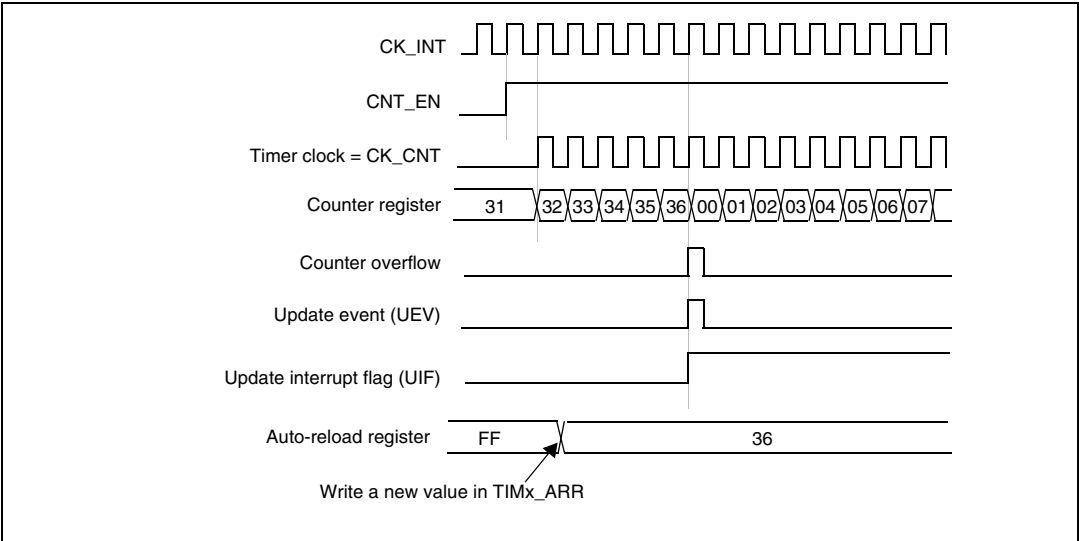 CK_INT
CNT_EN
Timer clock = CK_CNT
Counter register 31 32 33 34 35 36 00 01 02 03 04 05 06 07
Counter overflow
Update event (UEV)
Update interrupt flag (UIF)
Auto-reload register FF 36
Write a new value in TIMx_ARR